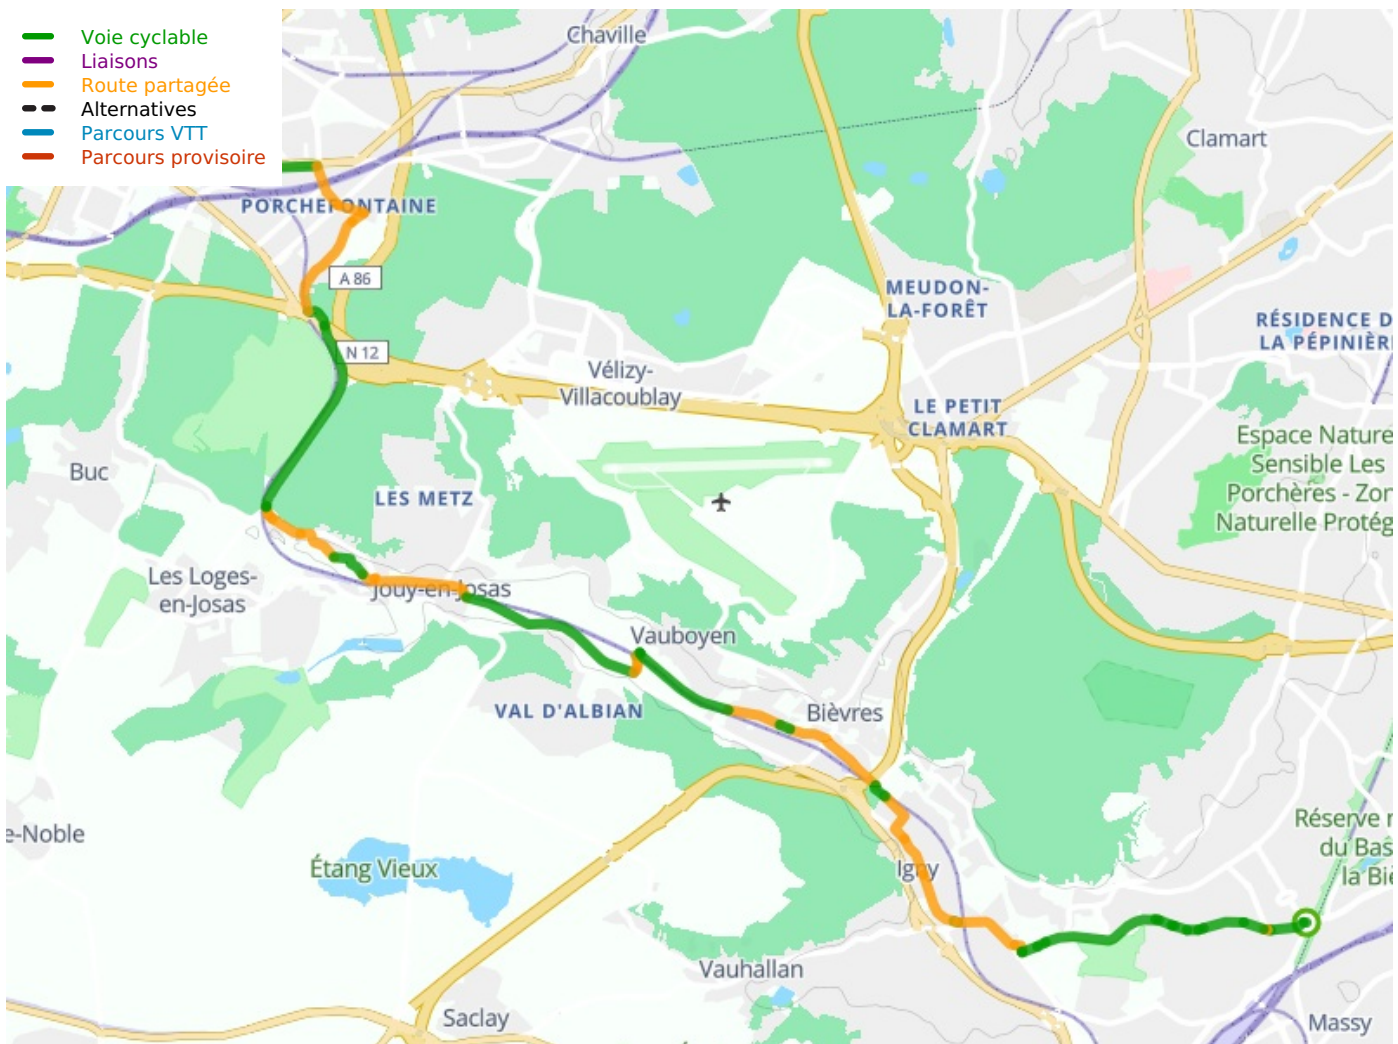 Voie cyclable
Liaisons
Route partagée
Alternatives
Parcours VTT
Parcours provisoire
Chaville
Clamart
PORCHEFONTAINE
A 86
MEUDON-
LA-FORÊT
RÉSIDENCE D
LA PÉPINIÈR
N 12
Vélizy-
Villacoublay
LE PETIT
CLAMART
Espace Nature
Sensible Les
Porchères - Zon
Naturelle Protég
Buc
LES METZ
Les Loges-
en-Josas
Jouy-en-Josas
Vauboyen
VAL D'ALBIAN
Bièvres
e-Noble
Réserve r
du Bas
la Biè
Étang Vieux
Igny
Vauhallan
Saclay
Massy